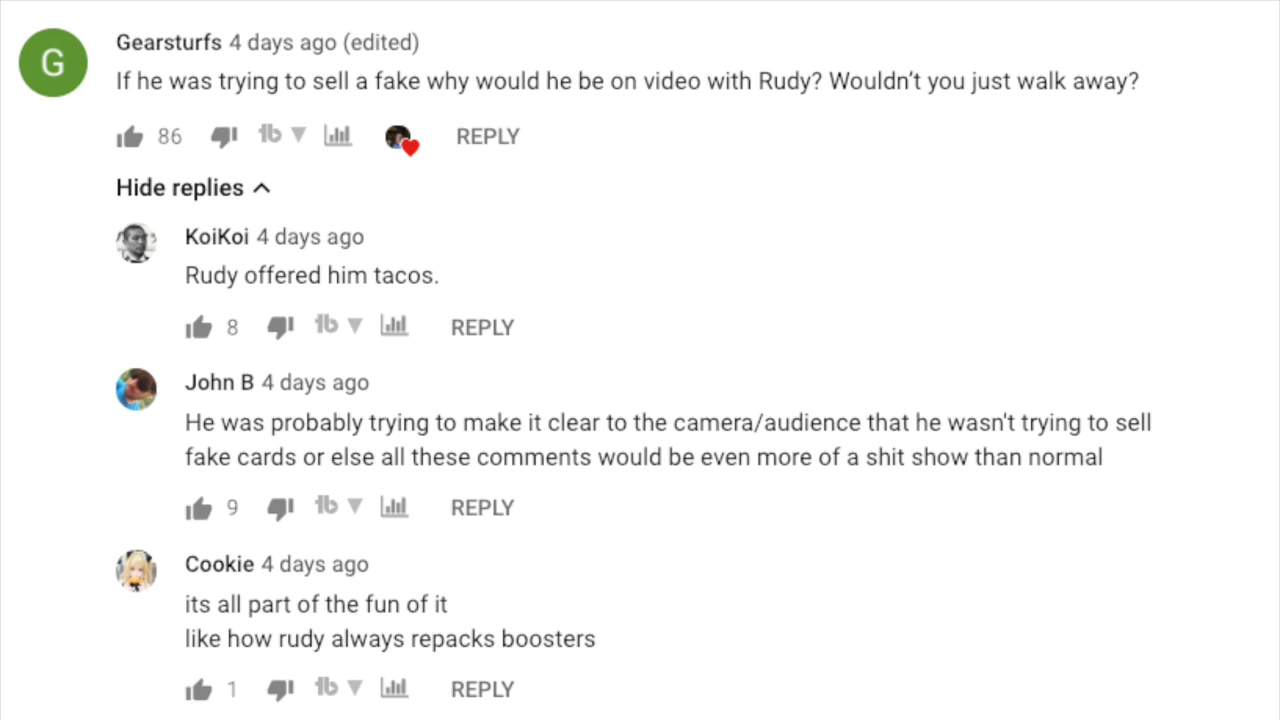 G
Gearsturfs 4 days ago (edited)
If he was trying to sell a fake why would he be on video with Rudy? Wouldn’t you just walk away?
86 tb REPLY
Hide replies
KoiKoi 4 days ago
Rudy offered him tacos.
8 tb REPLY
John B 4 days ago
He was probably trying to make it clear to the camera/audience that he wasn't trying to sell
fake cards or else all these comments would be even more of a shit show than normal
9 tb REPLY
Cookie 4 days ago
its all part of the fun of it
like how rudy always repacks boosters
1 tb REPLY